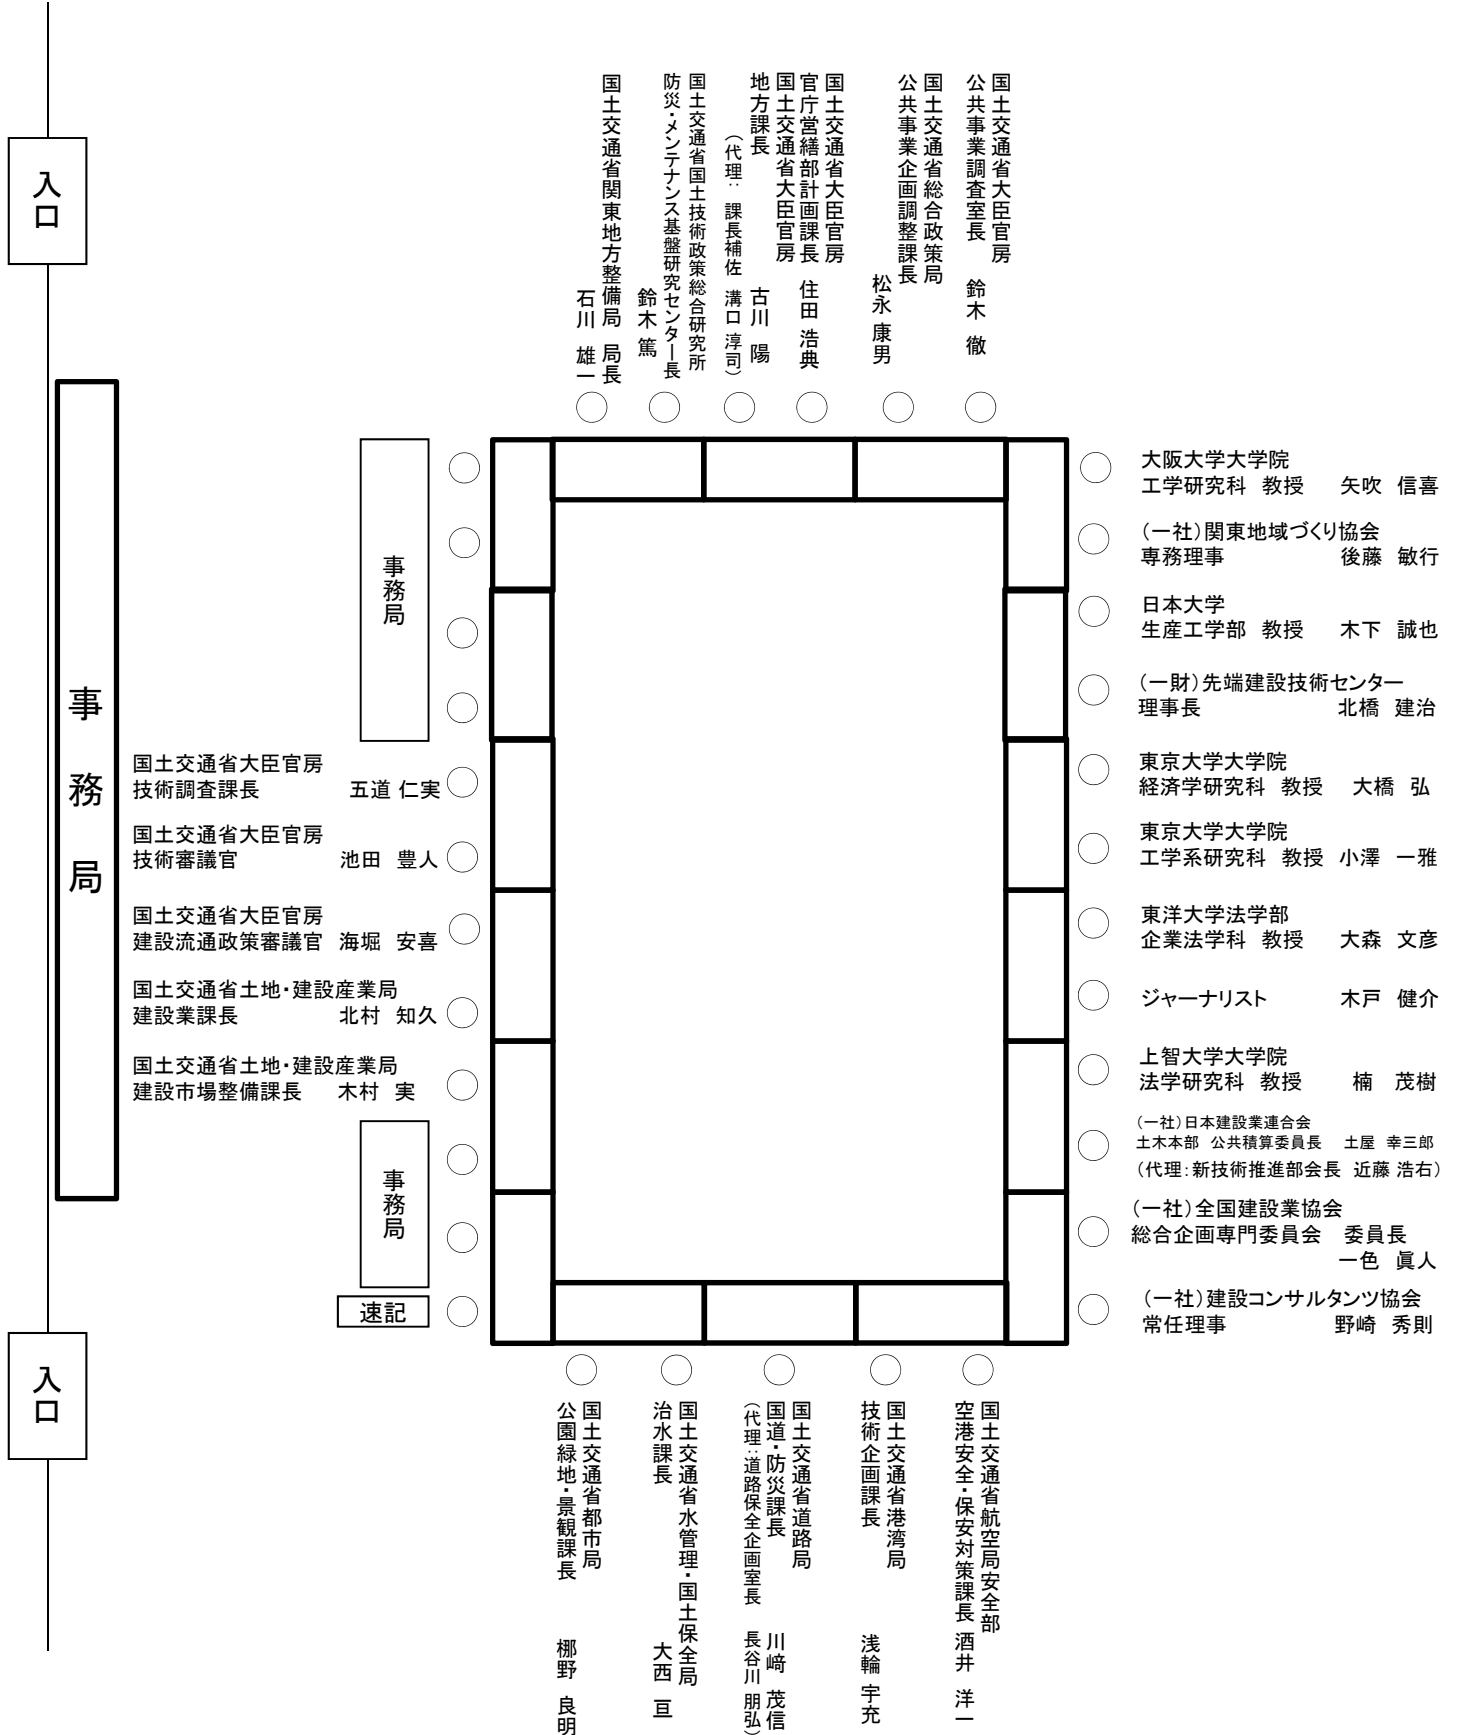 国土交通省大臣官房
公共事業調査室長 鈴木 徹
国土交通省総合政策局
公共事業企画調整課長
松永 康男
国土交通省大臣官房
官庁営繕部計画課長 住田 浩典
国土交通省大臣官房
地方課長 古川 陽
（代理： 課長補佐 溝口 淳司）
国土交通省国土技術政策総合研究所
防災・メンテナンス基盤研究センター長
鈴木 篤
国土交通省関東地方整備局 局長
石川 雄一
入口
事務局
事務局
国土交通省大臣官房
技術調査課長 五道 仁実
国土交通省大臣官房
技術審議官 池田 豊人
国土交通省大臣官房
建設流通政策審議官 海堀 安喜
国土交通省土地・建設産業局
建設業課長 北村 知久
国土交通省土地・建設産業局
建設市場整備課長 木村 実
事務局
速記
入口
大阪大学大学院
工学研究科 教授 矢吹 信喜
（一社）関東地域づくり協会
専務理事 後藤 敏行
日本大学
生産工学部 教授 木下 誠也
（一財）先端建設技術センター
理事長 北橋 建治
東京大学大学院
経済学研究科 教授 大橋 弘
東京大学大学院
工学系研究科 教授 小澤 一雅
東洋大学法学部
企業法学科 教授 大森 文彦
ジャーナリスト 木戸 健介
上智大学大学院
法学研究科 教授 楠 茂樹
（一社）日本建設業連合会
土木本部 公共積算委員長 土屋 幸三郎
（代理：新技術推進部会長 近藤 浩右）
（一社）全国建設業協会
総合企画専門委員会 委員長
一色 眞人
（一社）建設コンサルタンツ協会
常任理事 野崎 秀則
国土交通省航空局安全部
空港安全・保安対策課長 酒井 洋一
国土交通省港湾局
技術企画課長 浅輪 宇充
国土交通省道路局
国道・防災課長 川﨑 茂信
（代理：道路保全企画室長 長谷川 朋弘）
国土交通省水管理・国土保全局
治水課長 大西 亘
国土交通省都市局
公園緑地・景観課長 梛野 良明